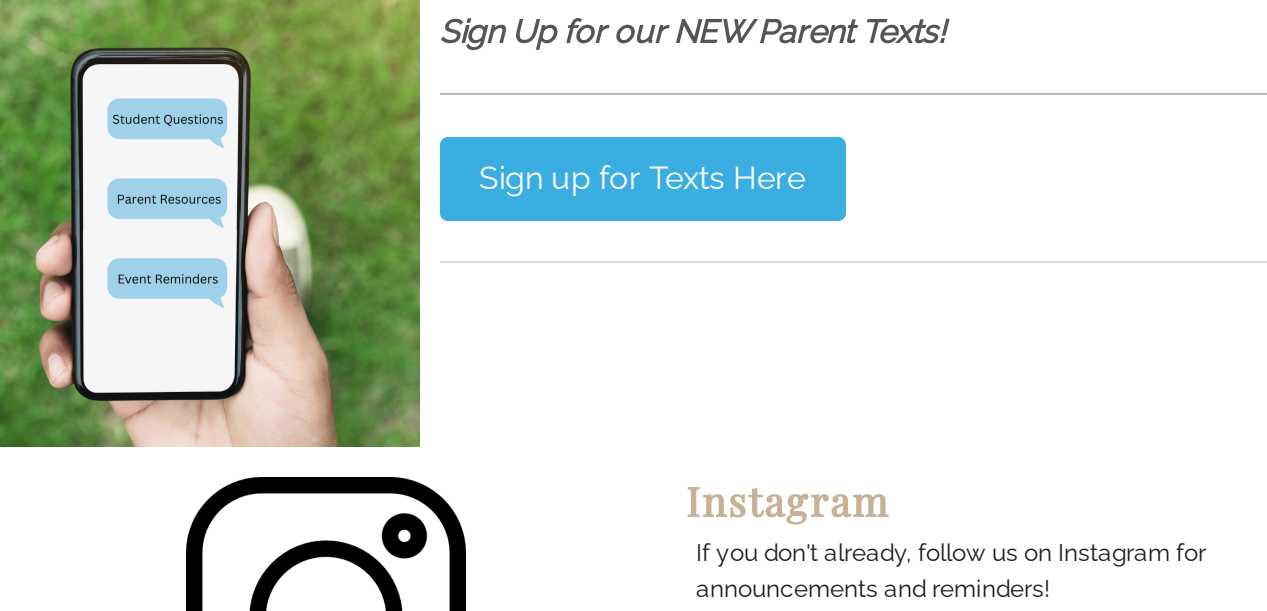 Sign Up for our NEW Parent Texts!
Student Questions
Parent Resources
Event Reminders
Sign up for Texts Here
Instagram
If you don't already, follow us on Instagram for
announcements and reminders!